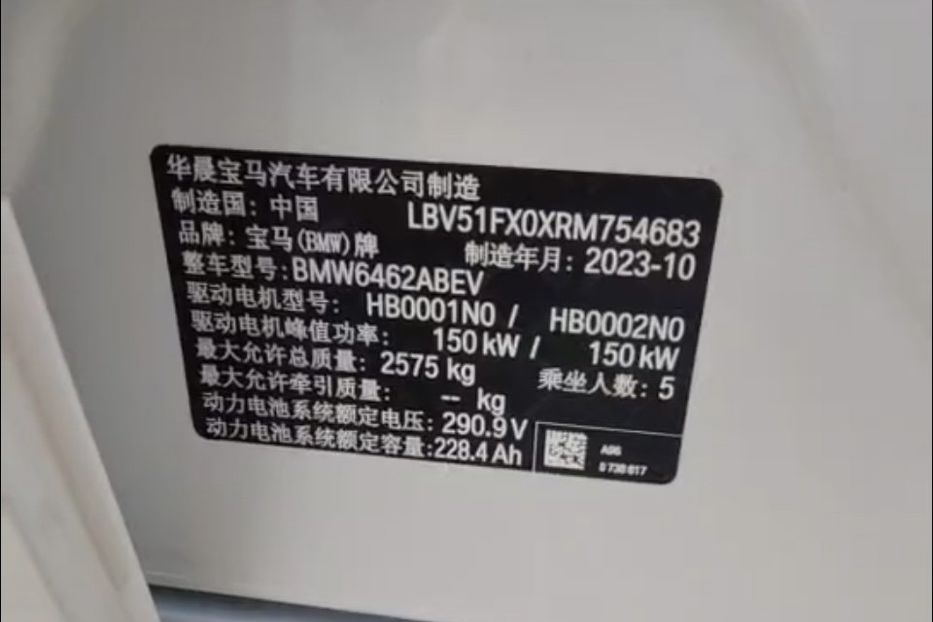 华晨宝马汽车有限公司制造
制造国：中国 LBV51FX0XRM754683
品牌：宝马(BMW)牌 制造年月：2023-10
整车型号：BMW6462ABEV
驱动电机型号： HB0001N0 / HB0002N0
驱动电机峰值功率： 150 kW / 150 kW
最大允许总质量： 2575 kg 乘坐人数：5
最大允许牵引质量： -- kg
动力电池系统额定电压：290.9V
动力电池系统额定容量：228.4Ah